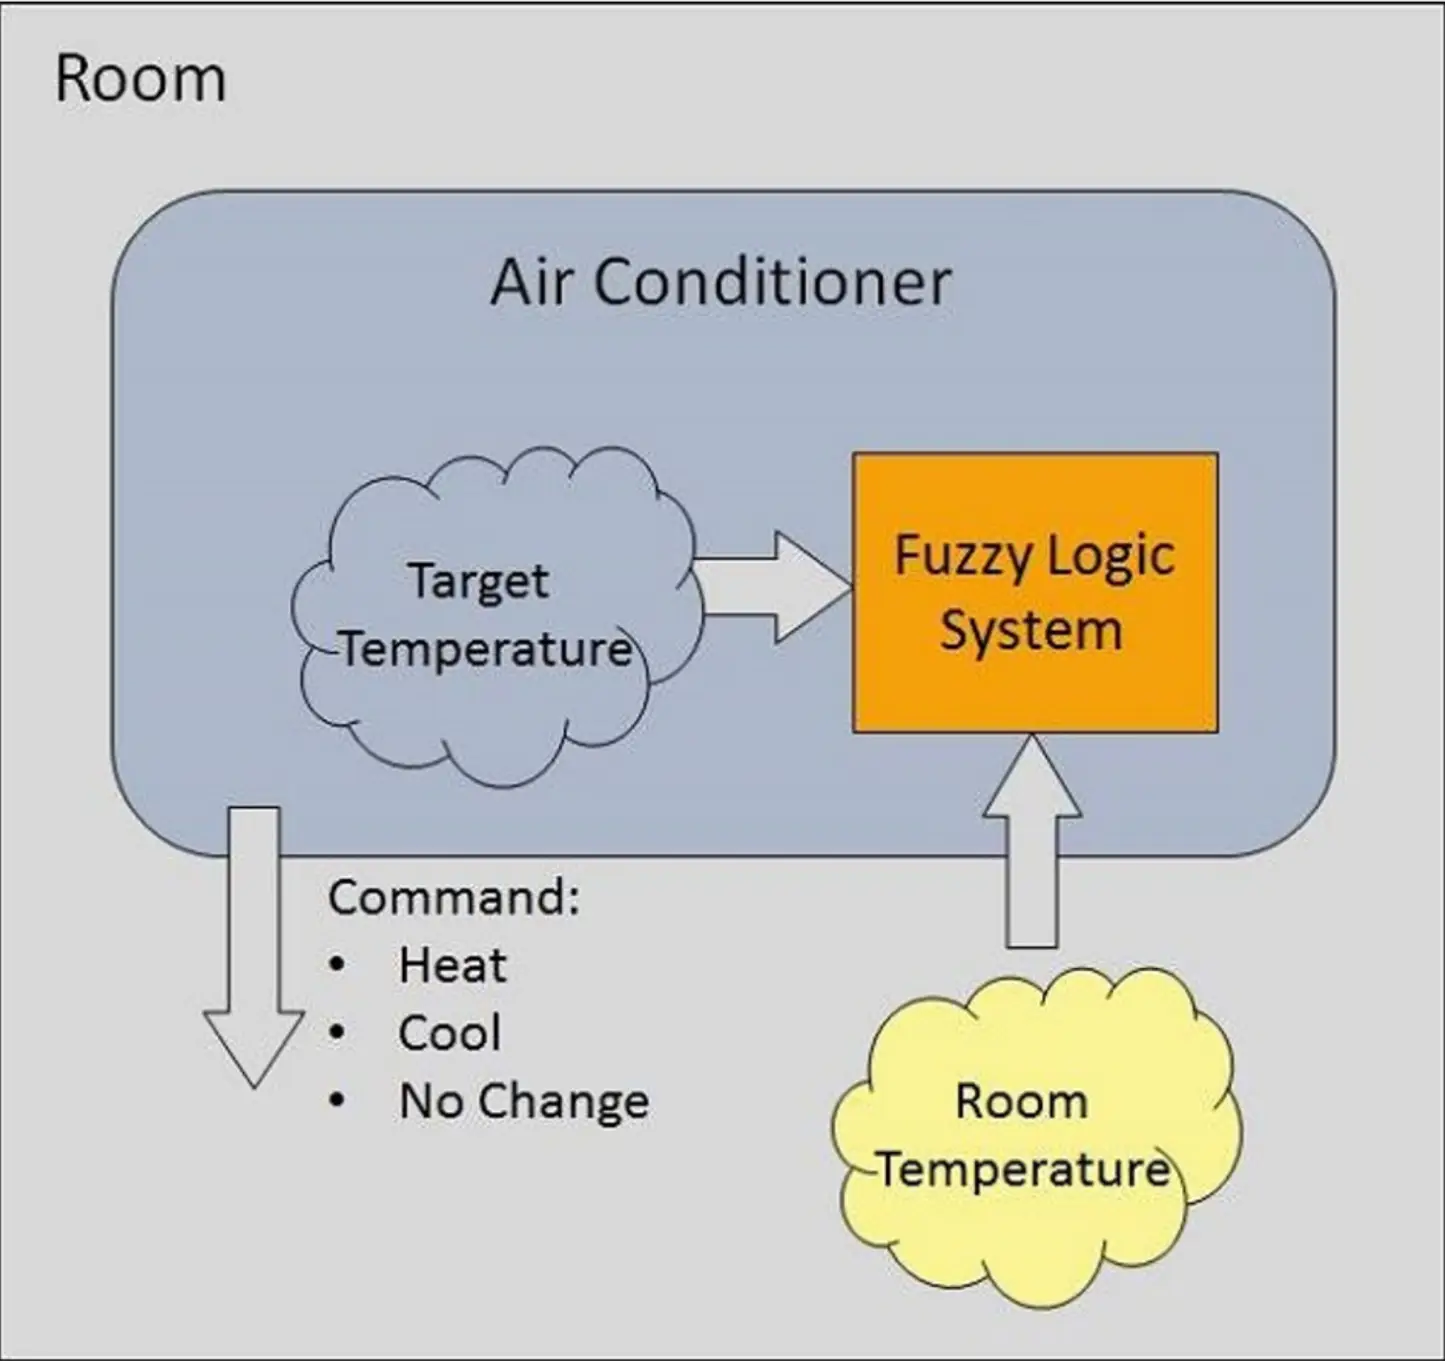 Room
Air Conditioner
Target
Temperature
Fuzzy Logic
System
Command:
• Heat
• Cool
• No Change
Room
Temperature